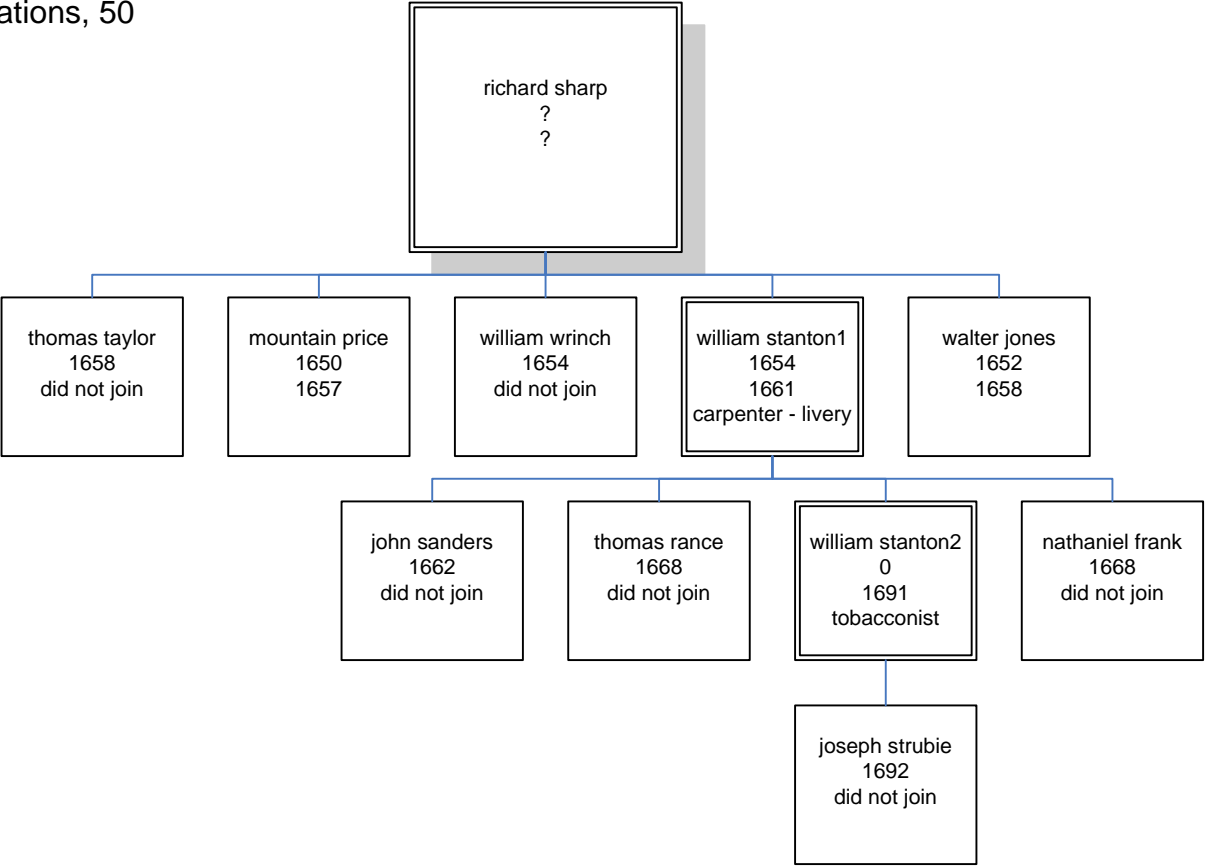 ations, 50
richard sharp
?
?
thomas taylor
1658
did not join
mountain price
1650
1657
william wrinch
1654
did not join
william stanton1
1654
1661
carpenter - livery
walter jones
1652
1658
john sanders
1662
did not join
thomas rance
1668
did not join
william stanton2
0
1691
tobacconist
nathaniel frank
1668
did not join
joseph strubie
1692
did not join